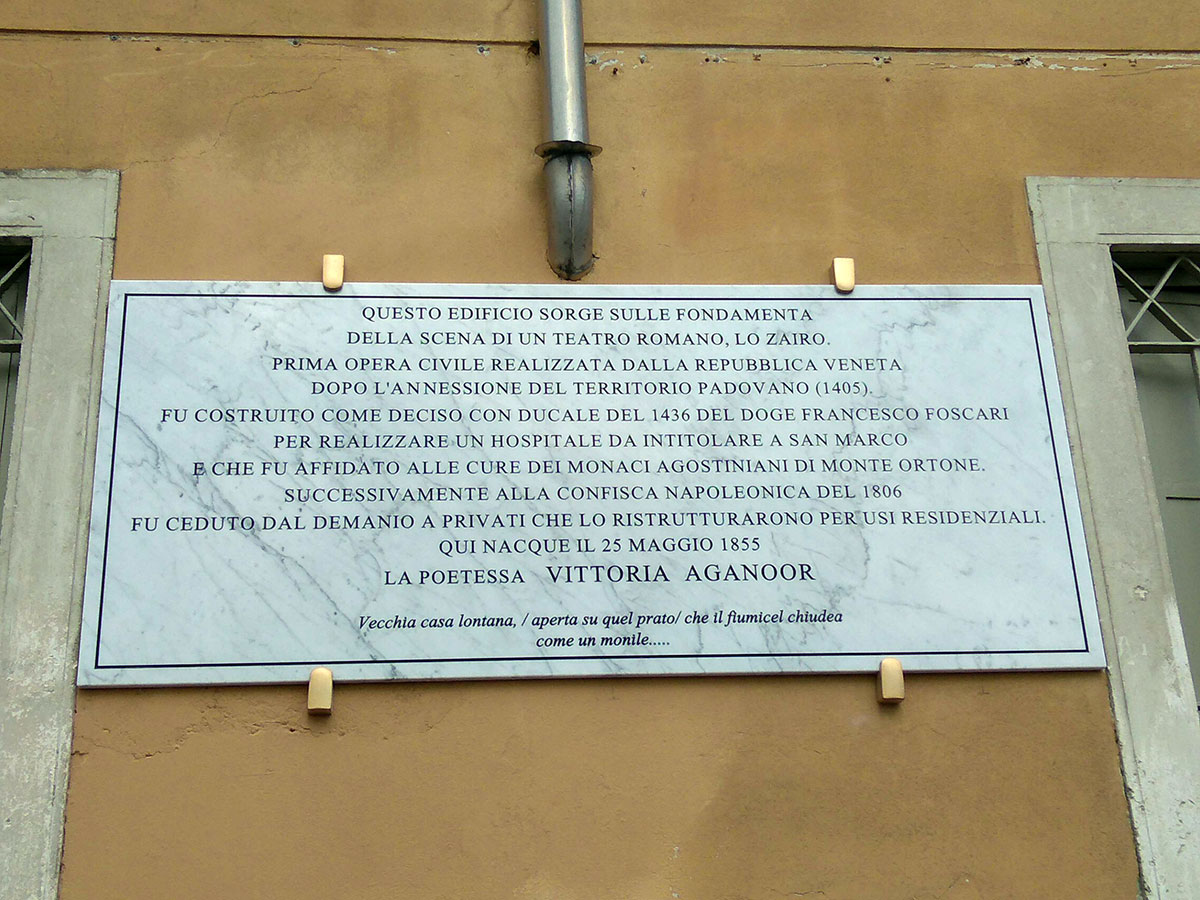 QUESTO EDIFICIO SORGE SULLE FONDAMENTA
DELLA SCENA DI UN TEATRO ROMANO, LO ZAIRO.
PRIMA OPERA CIVILE REALIZZATA DALLA REPUBBLICA VENETA
DOPO L'ANNESSIONE DEL TERRITORIO PADOVANO (1405).
FU COSTRUITO COME DECISO CON DUCALE DEL 1436 DEL DOGE FRANCESCO FOSCARI
PER REALIZZARE UN HOSPITALE DA INTITOLARE A SAN MARCO
E CHE FU AFFIDATO ALLE CURE DEI MONACI AGOSTINIANI DI MONTE ORTONE.
SUCCESSIVAMENTE ALLA CONFISCA NAPOLEONICA DEL 1806
FU CEDUTO DAL DEMANIO A PRIVATI CHE LO RISTRUTTURARONO PER USI RESIDENZIALI.
QUI NACQUE IL 25 MAGGIO 1855
LA POETESSA VITTORIA AGANOOR
Vecchia casa lontana, / aperta su quel prato/ che il fiumicel chiudea
come un monile.....